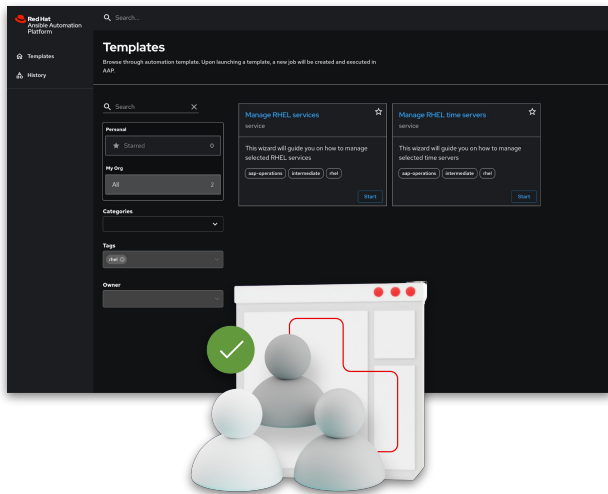 Red Hat
Ansible Automation
Platform
Search...
Templates
History
Templates
Browse through automation template. Upon launching a template, a new job will be created and executed in
AAP.
Search
Personal
Starred 0
My Org
All 2
Categories
Tags
rhel
Owner
Manage RHEL services
service
This wizard will guide you on how to manage
selected RHEL services
aap-operations intermediate rhel
Start
Manage RHEL time servers
service
This wizard will guide you on how to manage
selected time servers
aap-operations intermediate rhel
Start